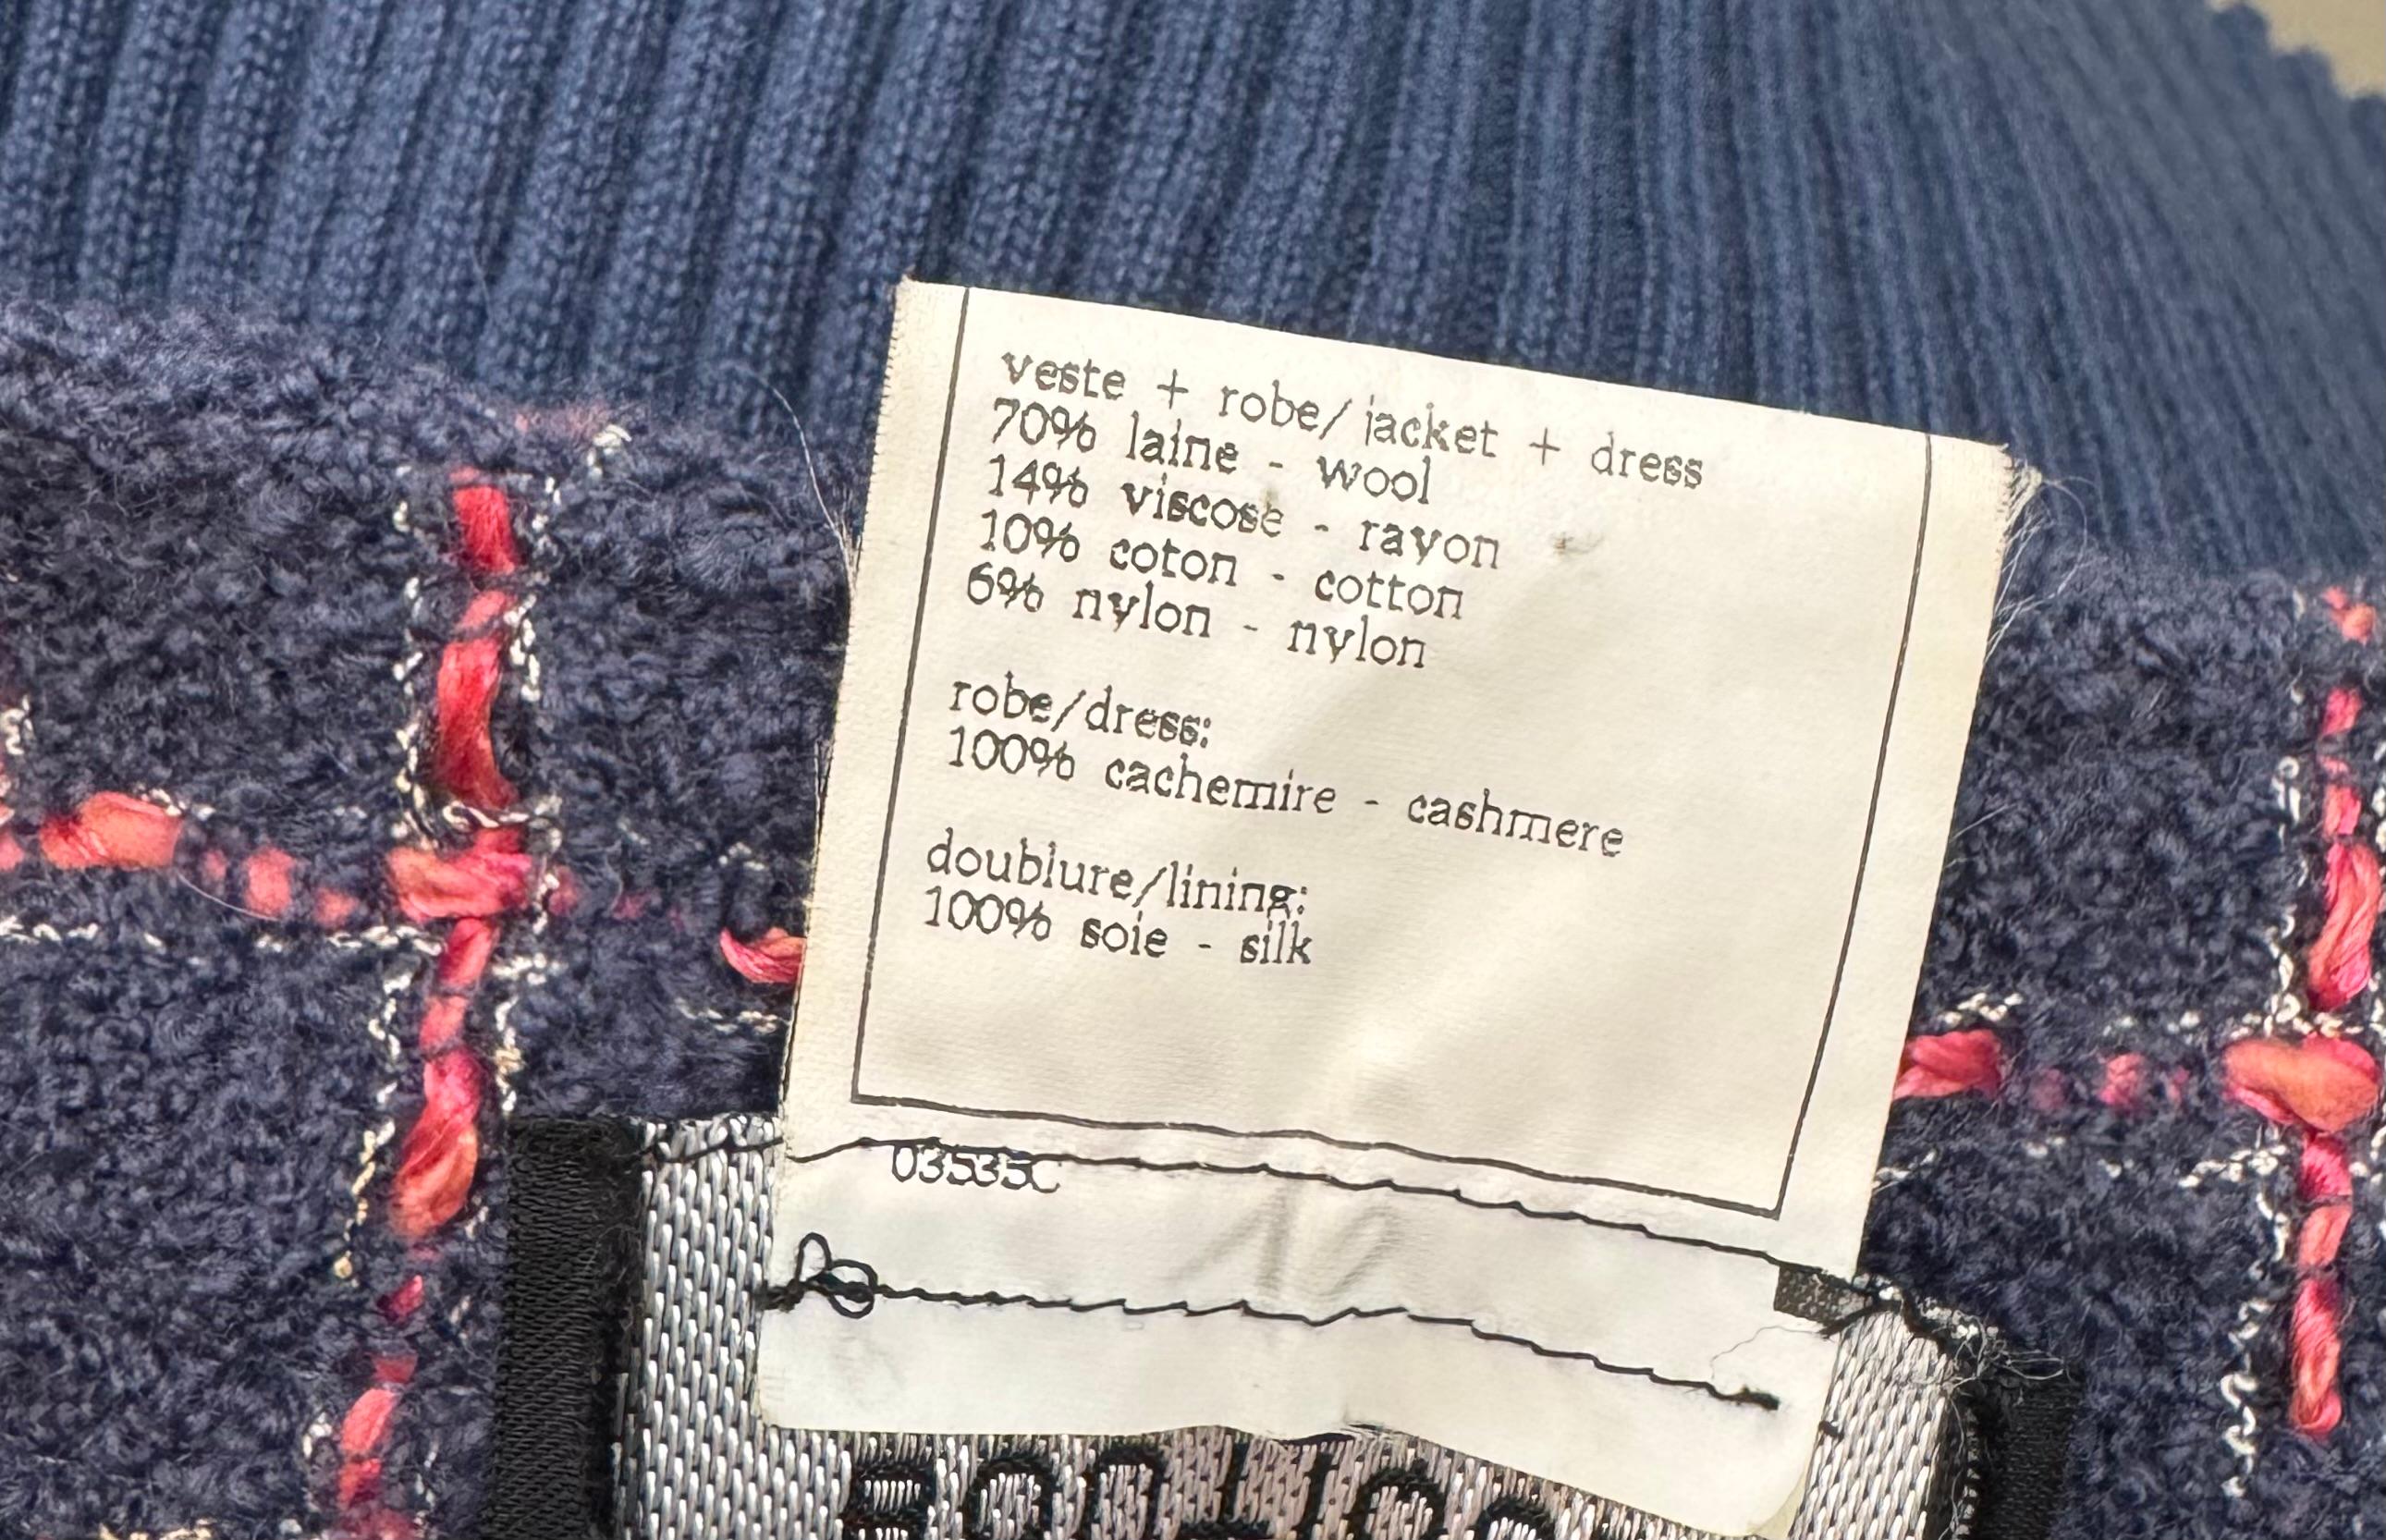 veste + robe/jacket + dress
70% laine - wool
14% viscose - rayon
10% coton - cotton
6% nylon - nylon
robe/dress:
100% cachemire - cashmere
doublure/lining:
100% soie - silk
03535C